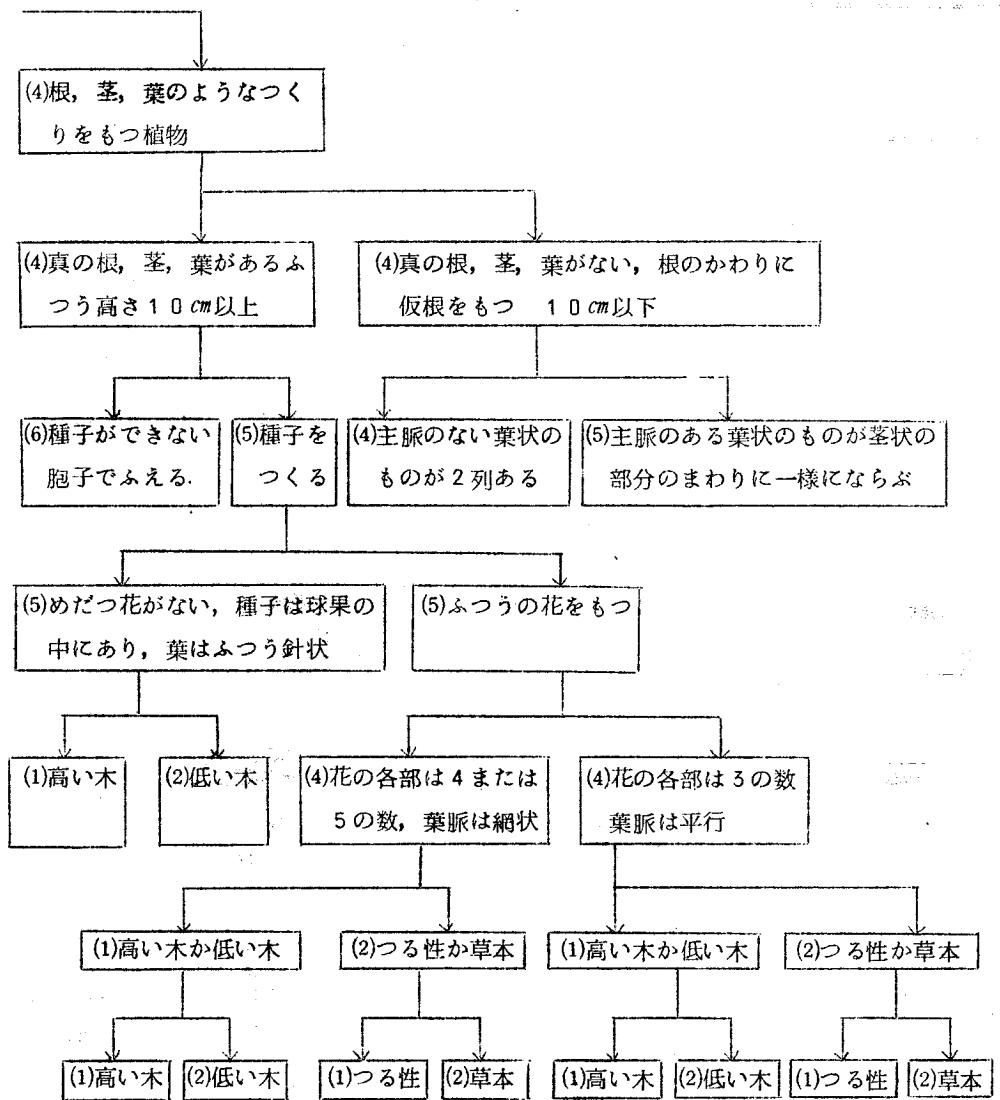 (4)根，茎，葉のようなつく
りをもつ植物
(4)真の根，茎，葉があるふ
つう高さ10cm以上
(4)真の根，茎，葉がない，根のかわりに
仮根をもつ 10cm以下
(6)種子ができない
胞子でふえる.
(5)種子を
つくる
(4)主脈のない葉状の
ものが2列ある
(5)主脈のある葉状のものが茎状の
部分のまわりに一様にならぶ
(5)めだつ花がない，種子は球果の
中にあり，葉はふつう針状
(5)ふつうの花をもつ
(1)高い木
(2)低い木
(4)花の各部は4または
5の数，葉脈は網状
(4)花の各部は3の数
葉脈は平行
(1)高い木か低い木
(2)つる性か草本
(1)高い木か低い木
(2)つる性か草本
(1)高い木
(2)低い木
(1)つる性
(2)草本
(1)高い木
(2)低い木
(1)つる性
(2)草本